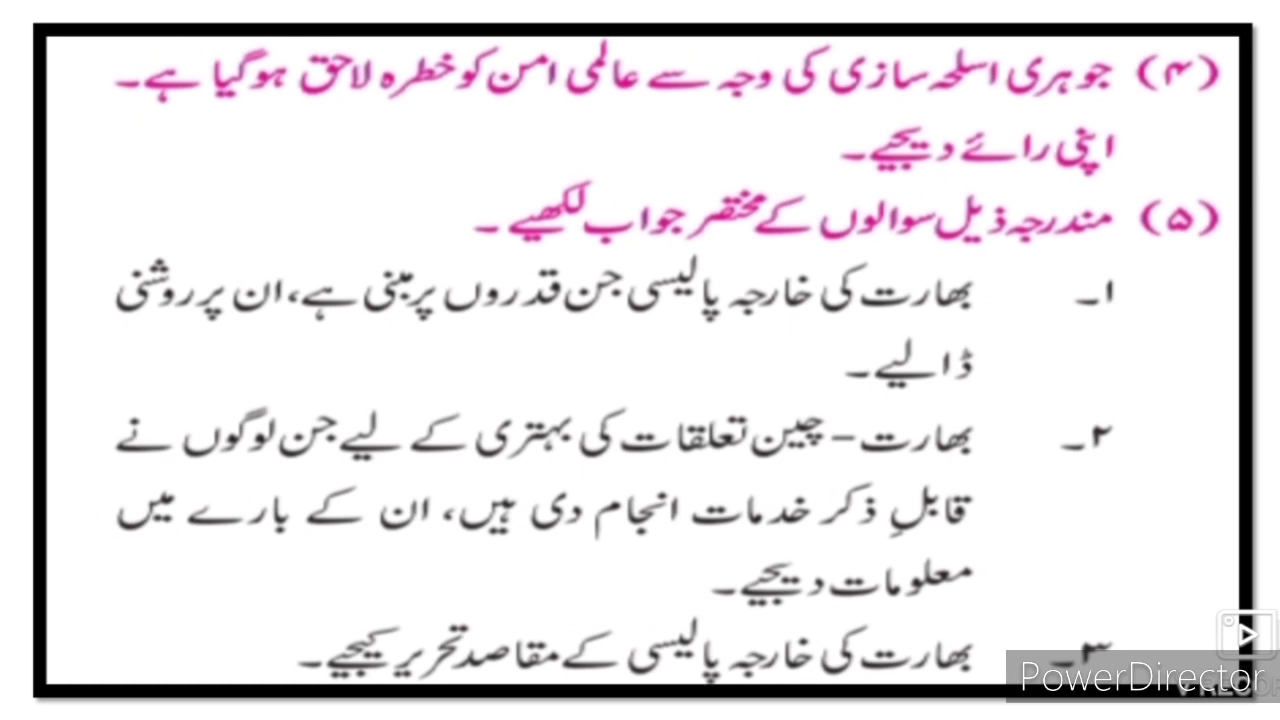 (۴) جوہری اسلحہ سازی کی وجہ سے عالمی امن کو خطرہ لاحق ہوگیا ہے۔
اپنی رائے دیجیے۔
(۵) مندرجہ ذیل سوالوں کے مختصر جواب لکھیے۔
۱۔ بھارت کی خارجہ پالیسی جن قدروں پر مبنی ہے، ان پر روشنی
ڈالیے۔
۲۔ بھارت – چین تعلقات کی بہتری کے لیے جن لوگوں نے
قابلِ ذکر خدمات انجام دی ہیں، ان کے بارے میں
معلومات دیجیے۔
۳۔ بھارت کی خارجہ پالیسی کے مقاصد تحریر کیجیے۔
PowerDirector